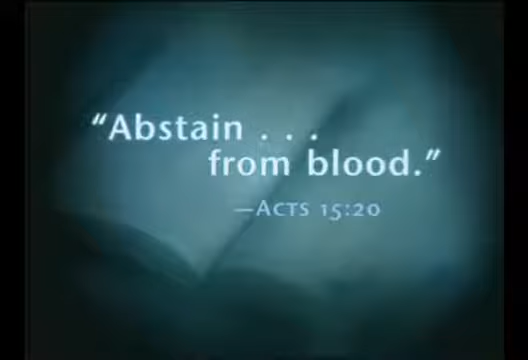 “Abstain . . .
from blood.”
—ACTS 15:20